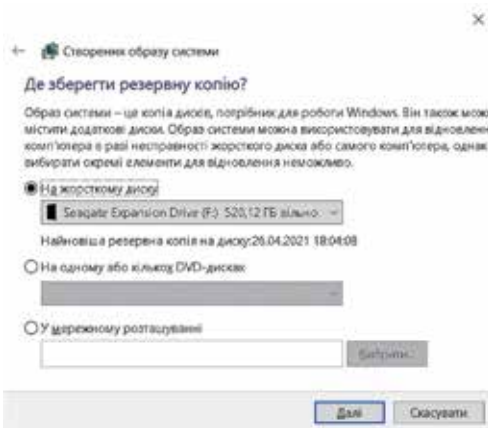 Створення образу системи
Де зберегти резервну копію?
Образ системи – це копія дисків, потрібних для роботи Windows. Він також мож
містити додаткові диски. Образ системи можна використовувати для відновленн
комп'ютера в разі несправності жорсткого диска або самого комп'ютера, однак
вибирати окремі елементи для відновлення неможливо.
На жорсткому диску
Seagate Expansion Drive (F:) 520,12 ГБ вільно
Найновіша резервна копія на диску:26.04.2021 18:04:08
На одному або кількох DVD-дисках
У мережному розташуванні
Вибрати...
Далі
Скасувати